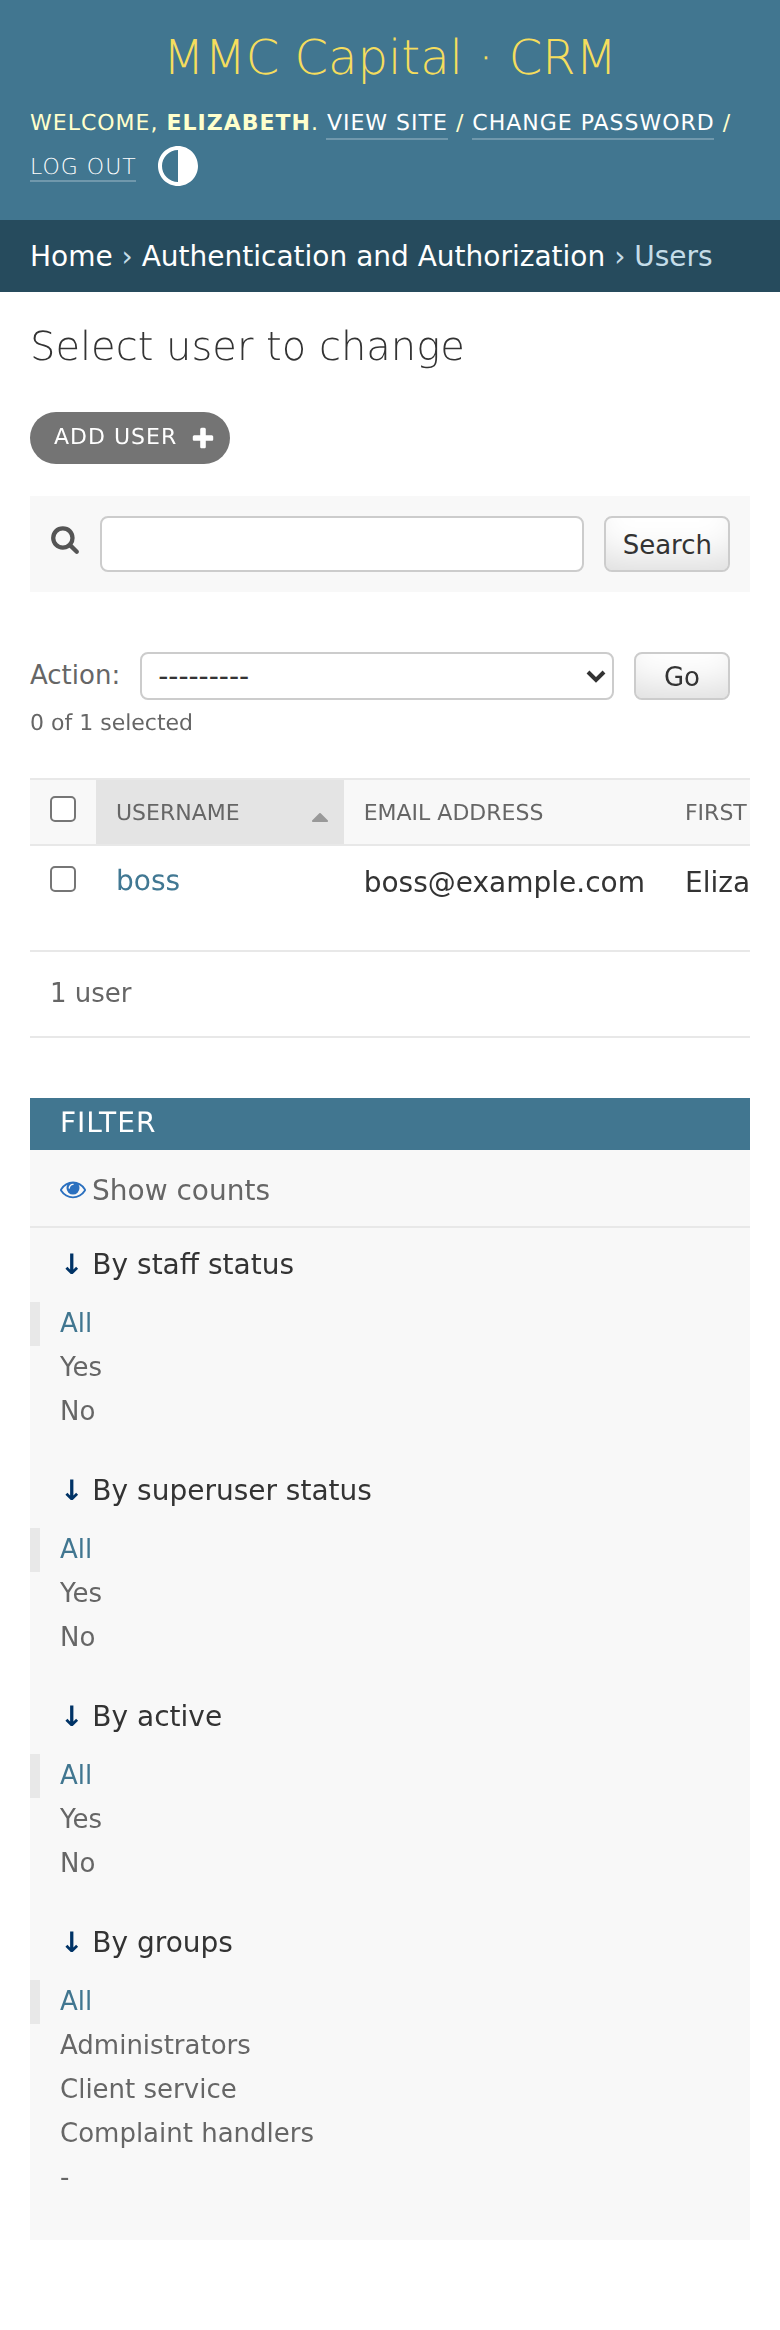 MMC Capital · CRM
WELCOME, ELIZABETH. VIEW SITE / CHANGE PASSWORD /
LOG OUT
Home › Authentication and Authorization › Users
Select user to change
ADD USER
Search
Action: --------- Go
0 of 1 selected
USERNAME EMAIL ADDRESS FIRST
boss boss@example.com Eliza
1 user
FILTER
Show counts
↓ By staff status
All
Yes
No
↓ By superuser status
All
Yes
No
↓ By active
All
Yes
No
↓ By groups
All
Administrators
Client service
Complaint handlers
-